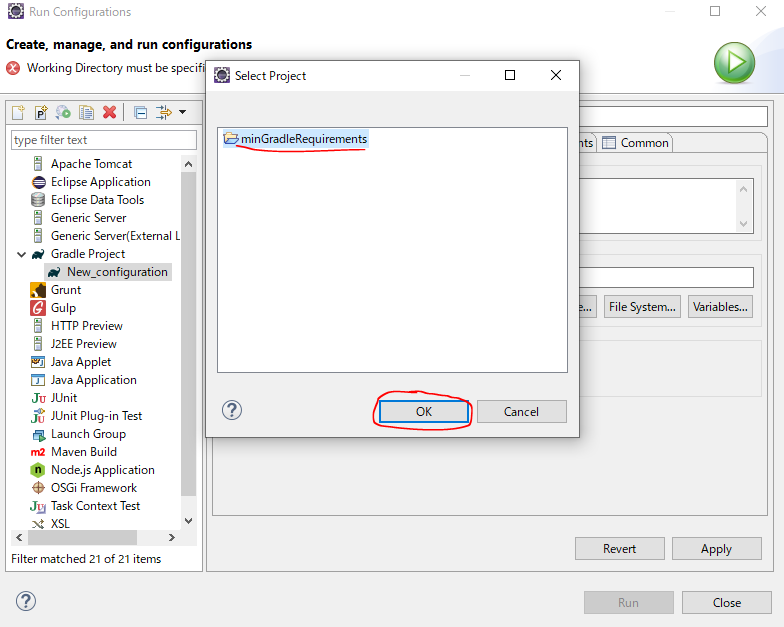 Run Configurations
Create, manage, and run configurations
Working Directory must be specifi
Select Project
minGradleRequirements
OK
Cancel
type filter text
Apache Tomcat
Eclipse Application
Eclipse Data Tools
Generic Server
Generic Server(External L
Gradle Project
New_configuration
Grunt
Gulp
HTTP Preview
J2EE Preview
Java Applet
Java Application
JUnit
JUnit Plug-in Test
Launch Group
Maven Build
Node.js Application
OSGi Framework
Task Context Test
XSL
Filter matched 21 of 21 items
nts
Common
e...
File System...
Variables...
Revert
Apply
Run
Close